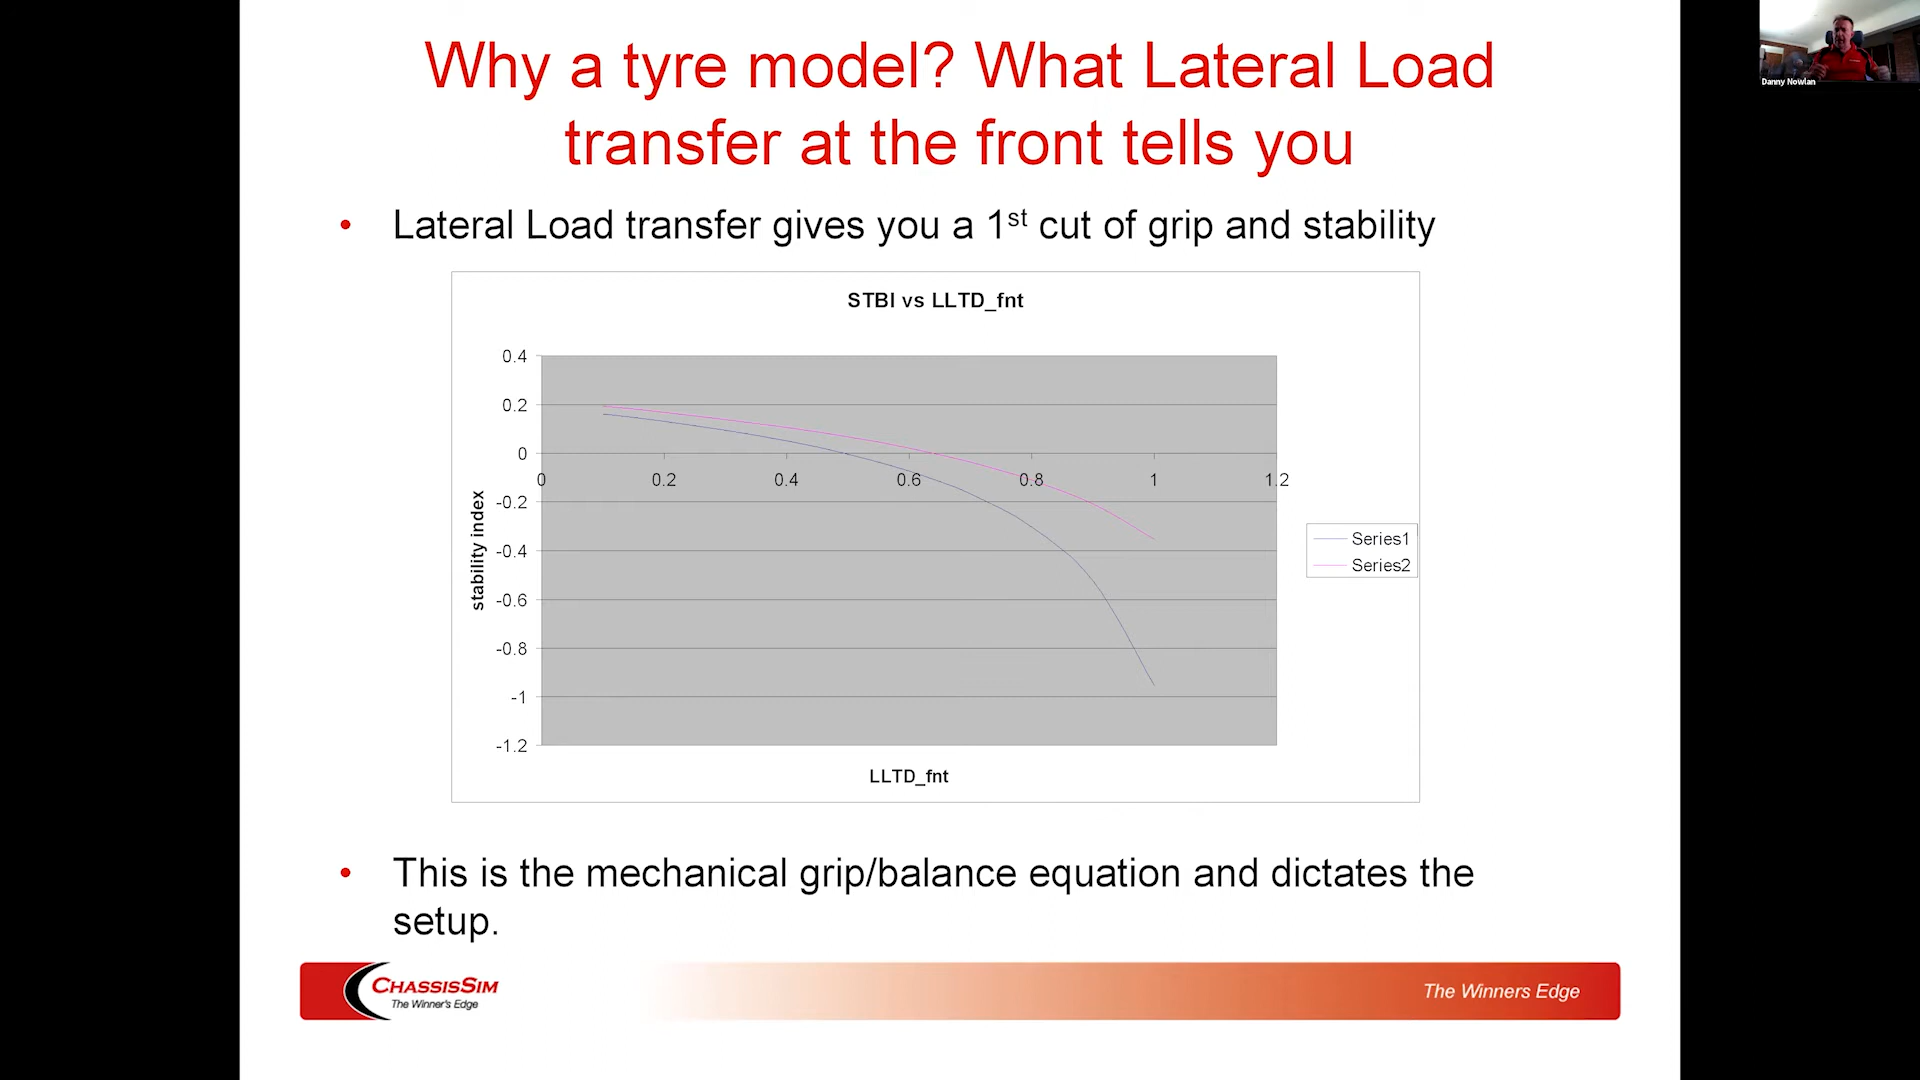 Why a tyre model? What Lateral Load
transfer at the front tells you
Danny Nowlan
• Lateral Load transfer gives you a 1st cut of grip and stability
STBI vs LLTD_fnt
0.4
0.2
0
-0.2
-0.4
-0.6
-0.8
-1
-1.2
0 0.2 0.4 0.6 0.8 1 1.2
stability index
LLTD_fnt
Series1
Series2
• This is the mechanical grip/balance equation and dictates the
setup.
CHASSISSIM
The Winner's Edge
The Winners Edge